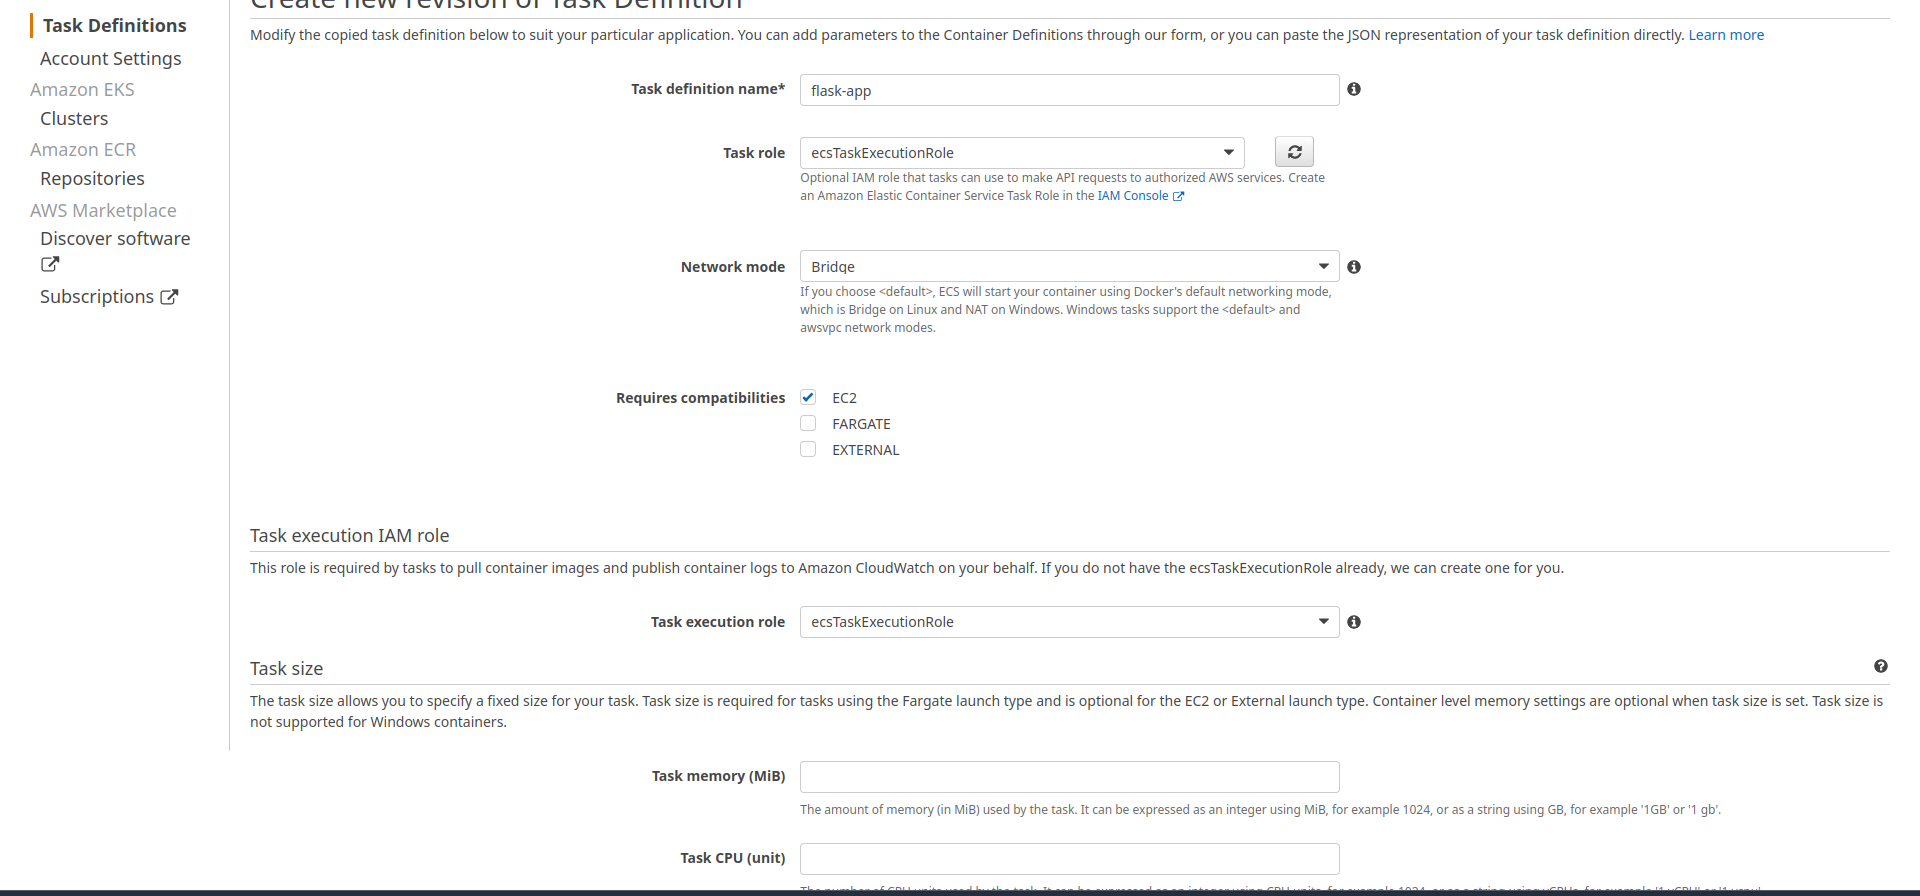 Create new revision of Task Definition
Task Definitions
Account Settings
Amazon EKS
Clusters
Amazon ECR
Repositories
AWS Marketplace
Discover software
Subscriptions
Modify the copied task definition below to suit your particular application. You can add parameters to the Container Definitions through our form, or you can paste the JSON representation of your task definition directly. Learn more
Task definition name* flask-app
Task role ecsTaskExecutionRole
Optional IAM role that tasks can use to make API requests to authorized AWS services. Create
an Amazon Elastic Container Service Task Role in the IAM Console
Network mode Bridge
If you choose <default>, ECS will start your container using Docker's default networking mode,
which is Bridge on Linux and NAT on Windows. Windows tasks support the <default> and
awsvpc network modes.
Requires compatibilities EC2
FARGATE
EXTERNAL
Task execution IAM role
This role is required by tasks to pull container images and publish container logs to Amazon CloudWatch on your behalf. If you do not have the ecsTaskExecutionRole already, we can create one for you.
Task execution role ecsTaskExecutionRole
Task size
The task size allows you to specify a fixed size for your task. Task size is required for tasks using the Fargate launch type and is optional for the EC2 or External launch type. Container level memory settings are optional when task size is set. Task size is
not supported for Windows containers.
Task memory (MiB)
The amount of memory (in MiB) used by the task. It can be expressed as an integer using MiB, for example 1024, or as a string using GB, for example '1GB' or '1 gb'.
Task CPU (unit)